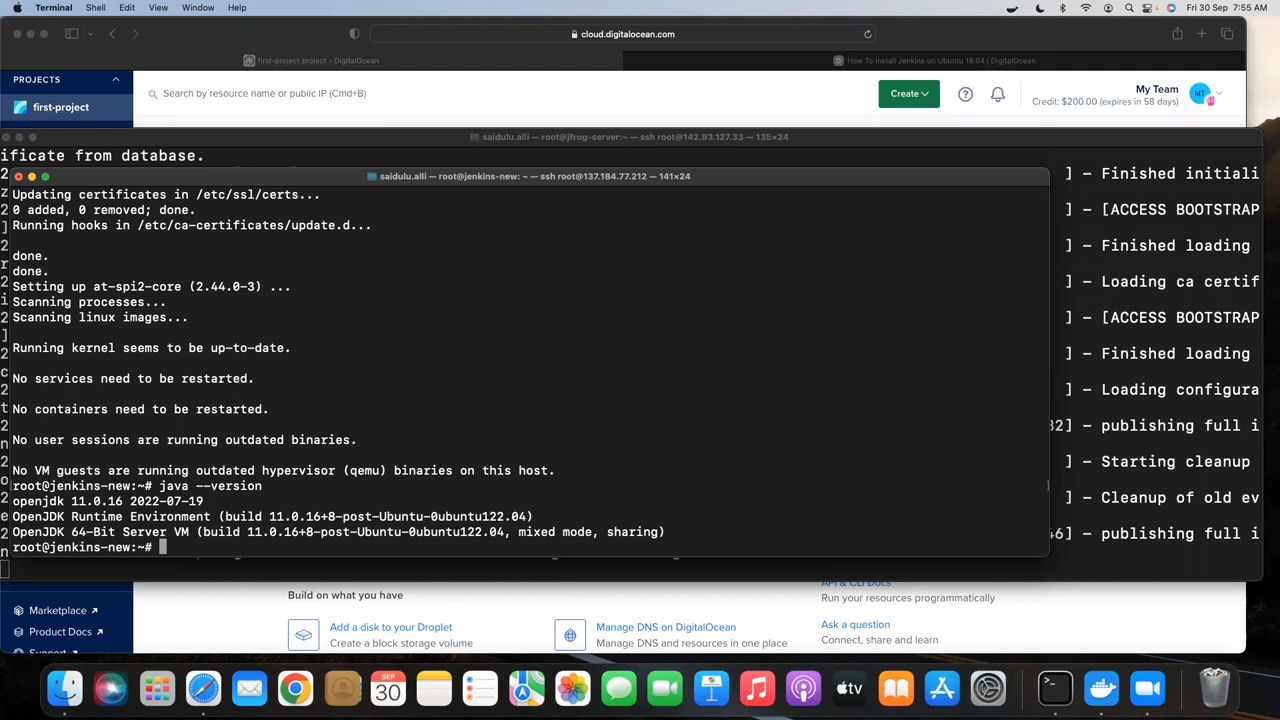 Terminal Shell Edit View Window Help Fri 30 Sep 7:55 AM
cloud.digitalocean.com
first-project project - DigitalOcean
How To Install Jenkins on Ubuntu 18.04 | DigitalOcean
PROJECTS
first-project
Search by resource name or public IP (Cmd+B)
Create
My Team
Credit: $200.00 (expires in 58 days)
MT
saidulu.alli — root@jfrog-server:~ — ssh root@142.93.127.33 — 135×24
ificate from database.
] - Finished initiali
] - [ACCESS BOOTSTRAP
] - Finished loading
] - Loading ca certif
] - [ACCESS BOOTSTRAP
] - Finished loading
] - Loading configura
32] - publishing full i
] - Starting cleanup
] - Cleanup of old ev
46] - publishing full i
saidulu.alli — root@jenkins-new: ~ — ssh root@137.184.77.212 — 141×24
Updating certificates in /etc/ssl/certs...
0 added, 0 removed; done.
Running hooks in /etc/ca-certificates/update.d...
done.
done.
Setting up at-spi2-core (2.44.0-3) ...
Scanning processes...
Scanning linux images...
Running kernel seems to be up-to-date.
No services need to be restarted.
No containers need to be restarted.
No user sessions are running outdated binaries.
No VM guests are running outdated hypervisor (qemu) binaries on this host.
root@jenkins-new:~# java --version
openjdk 11.0.16 2022-07-19
OpenJDK Runtime Environment (build 11.0.16+8-post-Ubuntu-0ubuntu122.04)
OpenJDK 64-Bit Server VM (build 11.0.16+8-post-Ubuntu-0ubuntu122.04, mixed mode, sharing)
root@jenkins-new:~#
Marketplace
Product Docs
Support
Build on what you have
Add a disk to your Droplet
Create a block storage volume
Manage DNS on DigitalOcean
Manage DNS and resources in one place
API & CLI Docs
Run your resources programmatically
Ask a question
Connect, share and learn
SEP
30
tv